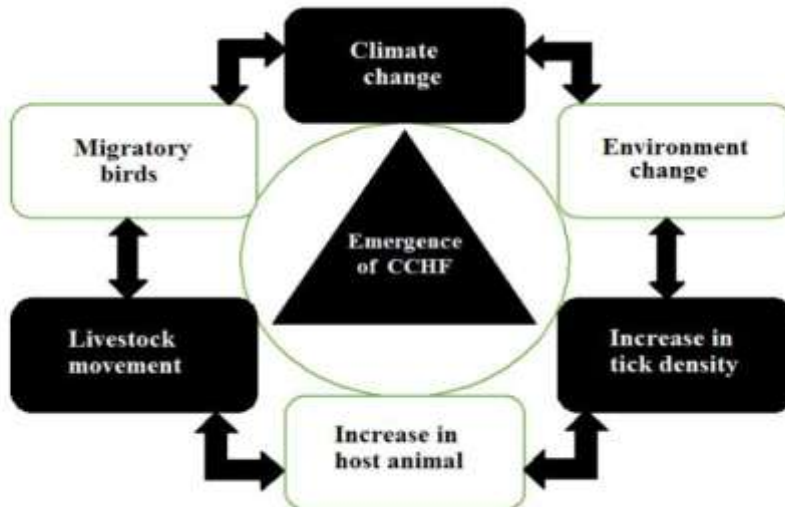 Climate
change
Migratory
birds
Environment
change
Emergence
of CCHF
Livestock
movement
Increase in
tick density
Increase in
host animal